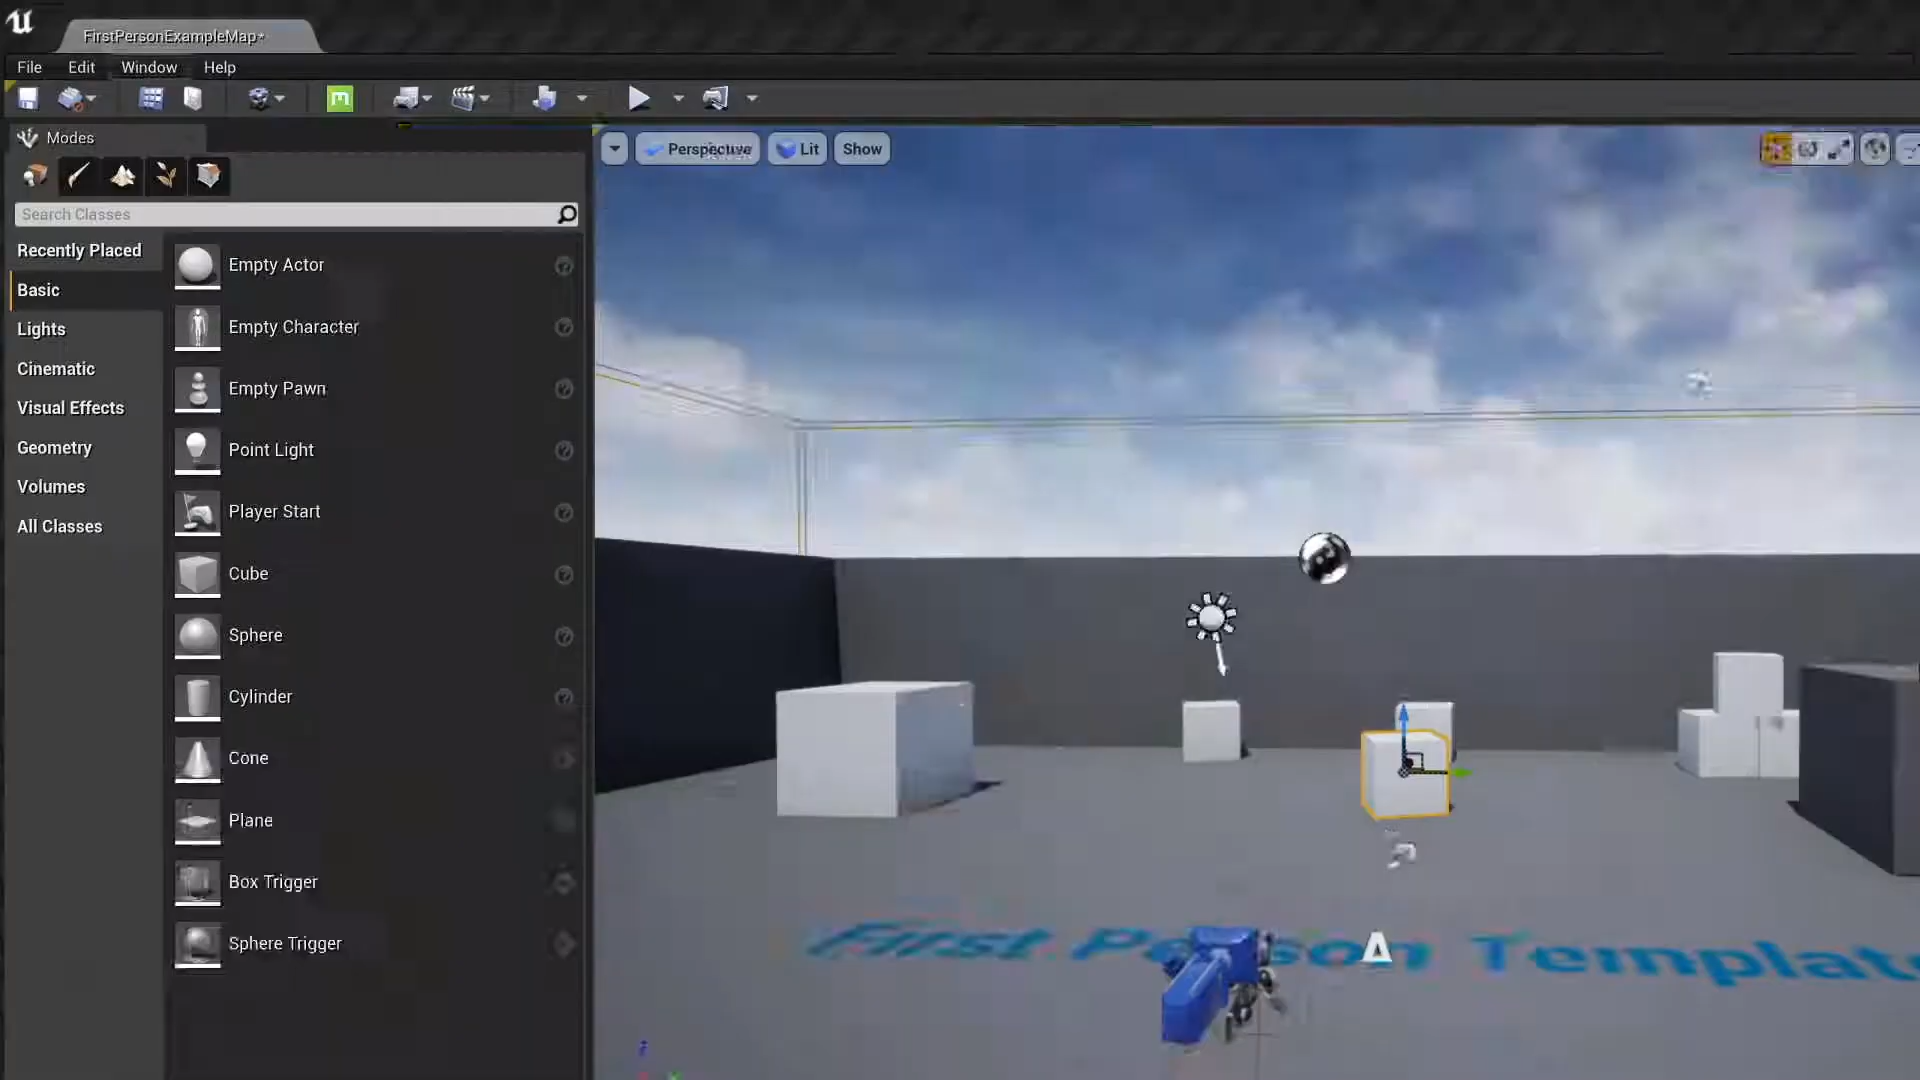 FirstPersonExampleMap*
File Edit Window Help
Modes
Perspective Lit Show
Search Classes
Recently Placed
Basic
Lights
Cinematic
Visual Effects
Geometry
Volumes
All Classes
Empty Actor
Empty Character
Empty Pawn
Point Light
Player Start
Cube
Sphere
Cylinder
Cone
Plane
Box Trigger
Sphere Trigger
First Person Template